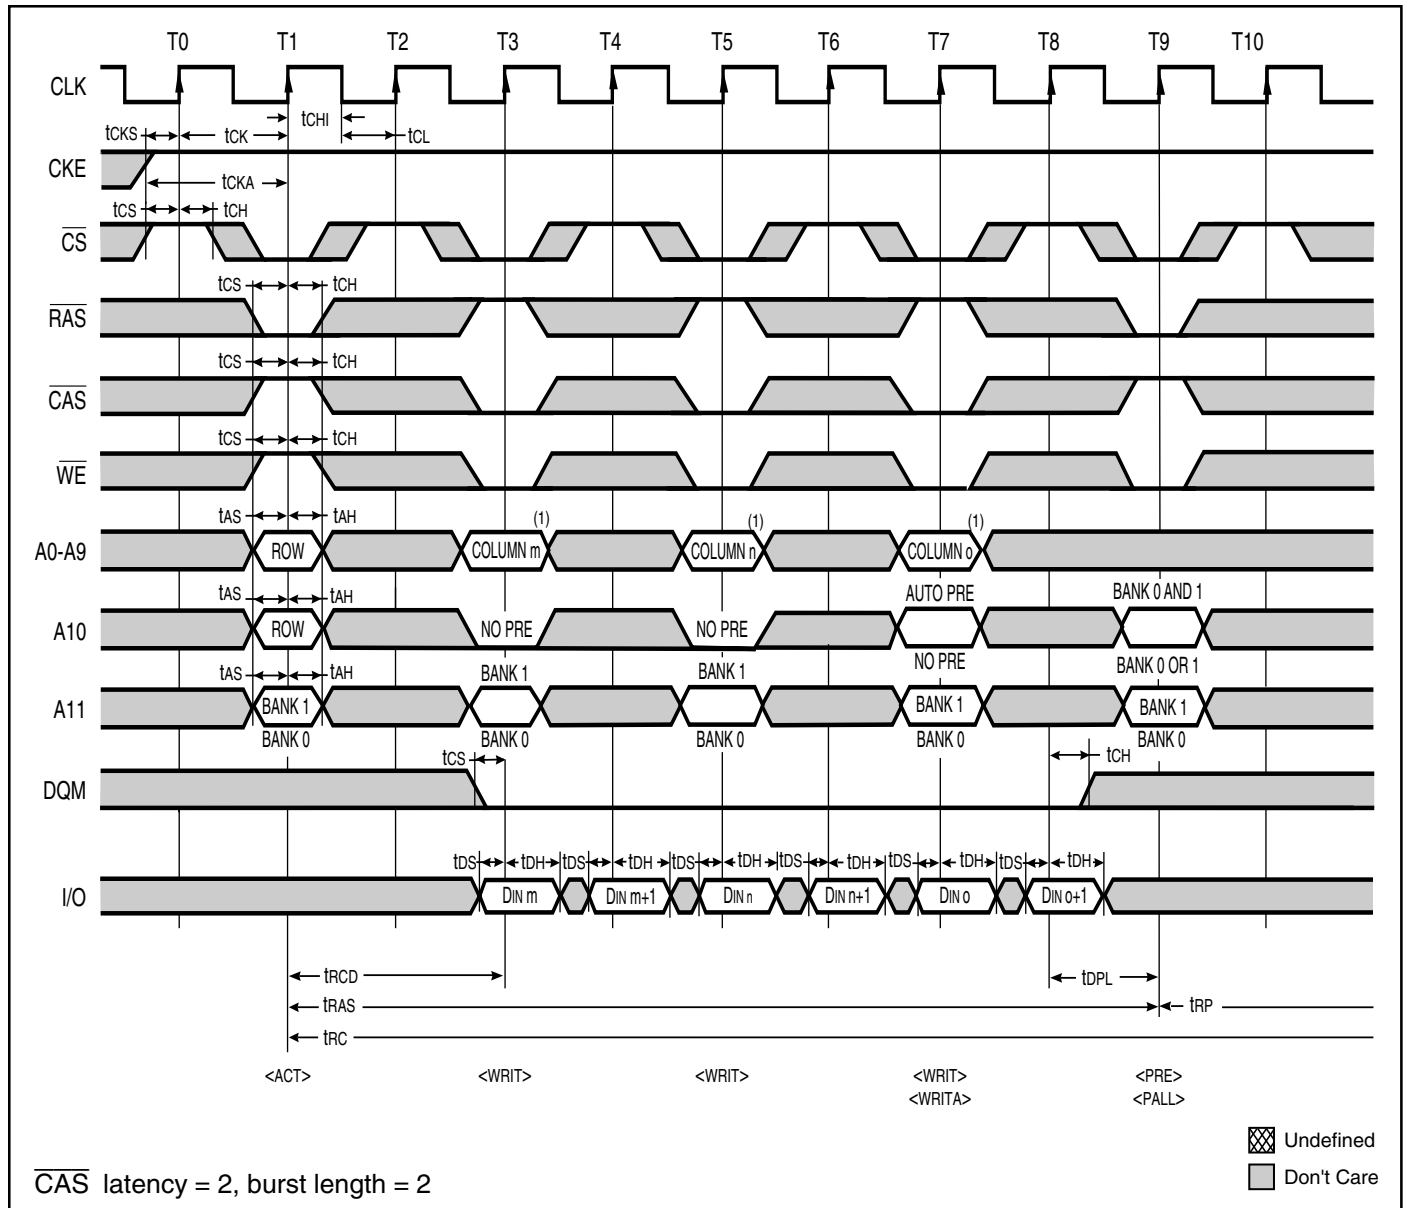 T0 T1 T2 T3 T4 T5 T6 T7 T8 T9 T10
CLK
tCHI
tCKS tCK tCL
CKE
tCKA
tCS tCH
CS
tCS tCH
RAS
tCS tCH
CAS
tCS tCH
WE
tAS tAH (1) (1) (1)
A0-A9 ROW COLUMN m COLUMN n COLUMN o
tAS tAH AUTO PRE BANK 0 AND 1
A10 ROW NO PRE NO PRE
NO PRE BANK 0 OR 1
tAS tAH BANK 1 BANK 1
A11 BANK 1 BANK 1 BANK 1
BANK 0 BANK 0 BANK 0 BANK 0 BANK 0
tCS tCH
DQM
tDS tDH tDS tDH tDS tDH tDS tDH tDS tDH tDS tDH
I/O DIN m DIN m+1 DIN n DIN n+1 DIN o DIN o+1
tRCD tDPL
tRAS tRP
tRC
<ACT> <WRIT> <WRIT> <WRIT> <PRE>
<WRITA> <PALL>
Undefined
Don't Care
CAS latency = 2, burst length = 2